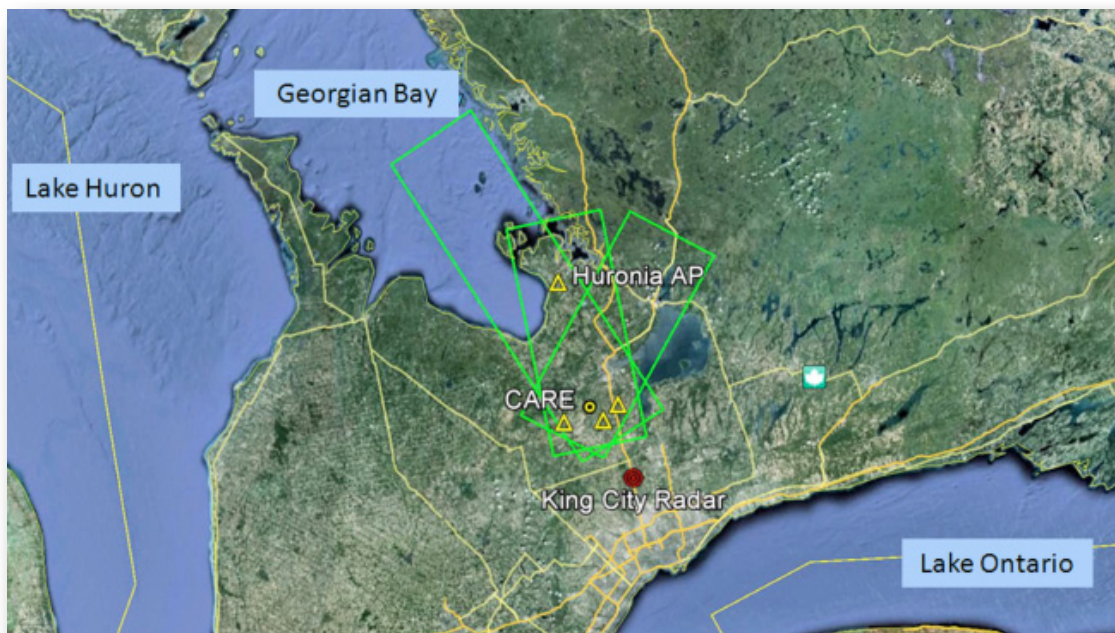 Georgian Bay
Lake Huron
Huronia AP
CARE
King City Radar
Lake Ontario